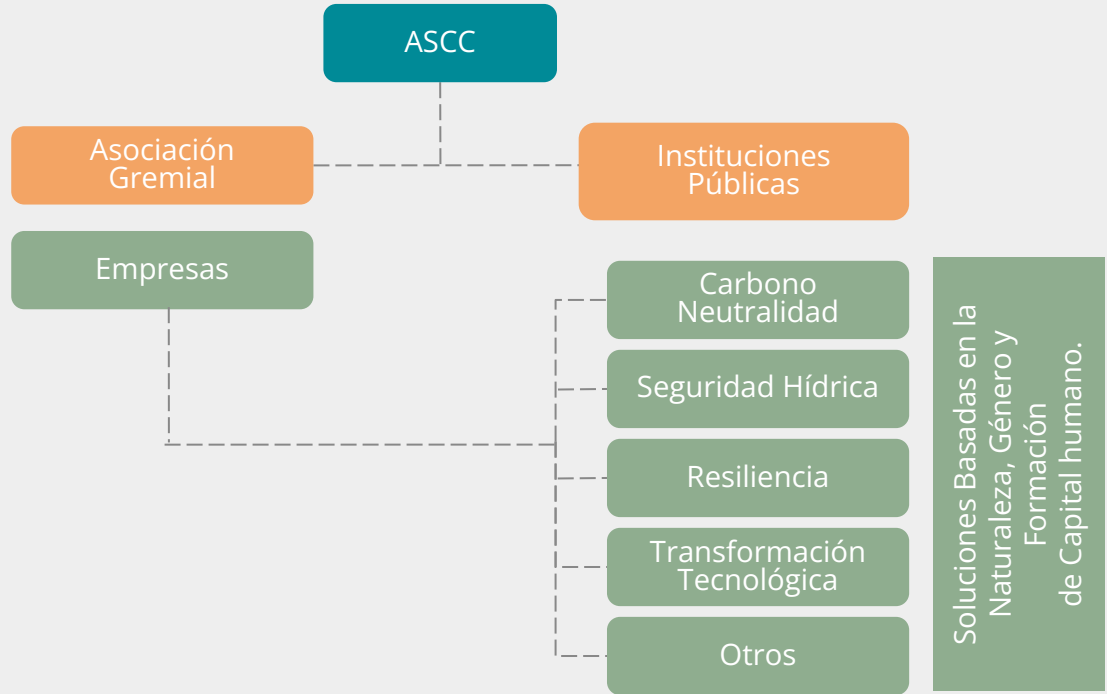 ASCC
Asociación
Gremial
Instituciones
Públicas
Empresas
Carbono
Neutralidad
Seguridad Hídrica
Resiliencia
Transformación
Tecnológica
Otros
Soluciones Basadas en la
Naturaleza, Género y
Formación
de Capital humano.